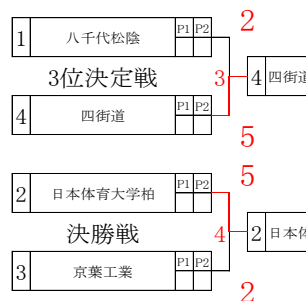 2
1 八千代松陰 P1 P2
3位決定戦 3 4 四街道
4 四街道 P1 P2
5
5
2 日本体育大学柏 P1 P2
決勝戦 4 2 日本体
3 京葉工業 P1 P2
2